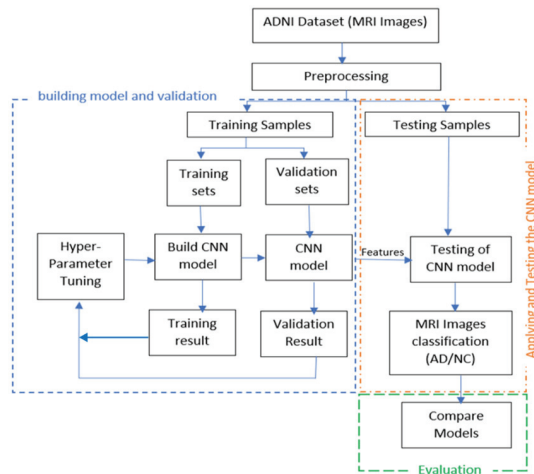 ADNI Dataset (MRI Images)
Preprocessing
building model and validation
Training Samples
Testing Samples
Training
sets
Validation
sets
Hyper-
Parameter
Tuning
Build CNN
model
CNN
model
Features
Testing of
CNN model
Training
result
Validation
Result
MRI Images
classification
(AD/NC)
Applying and Testing the CNN model
Compare
Models
Evaluation